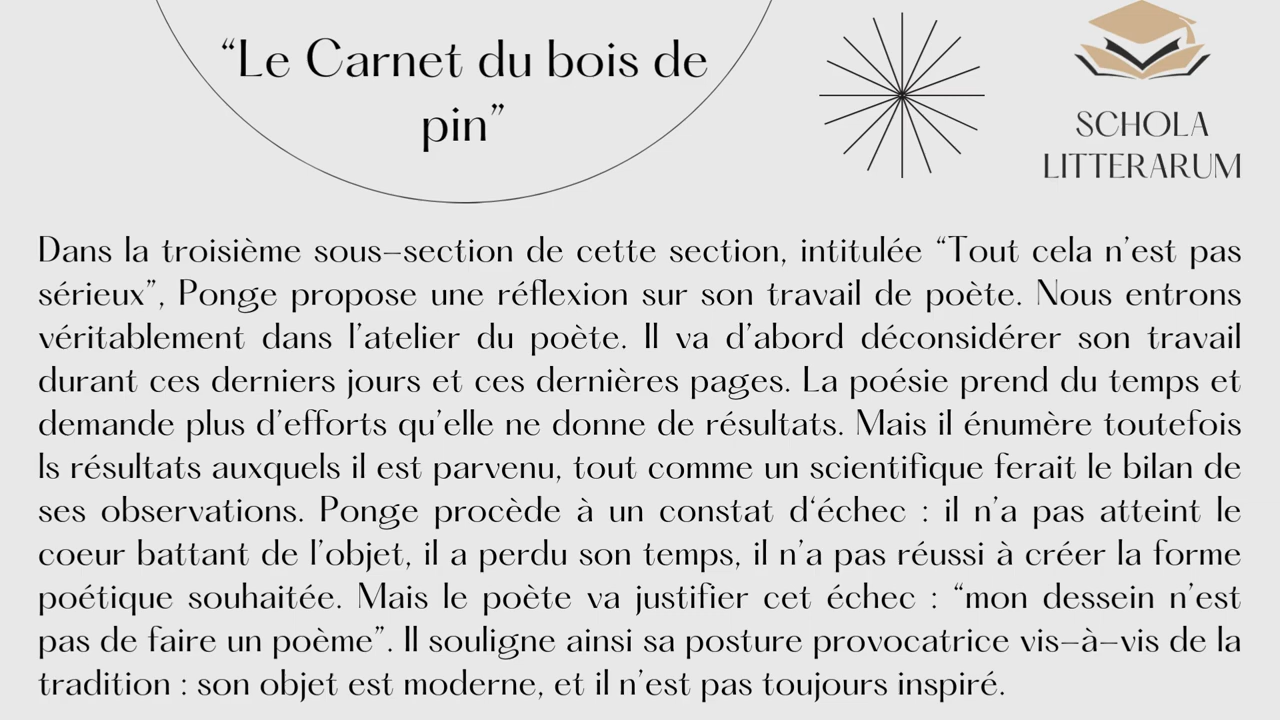 “Le Carnet du bois de
pin”
SCHOLA
LITTERARUM
Dans la troisième sous-section de cette section, intitulée “Tout cela n’est pas
sérieux”, Ponge propose une réflexion sur son travail de poète. Nous entrons
véritablement dans l’atelier du poète. Il va d’abord déconsidérer son travail
durant ces derniers jours et ces dernières pages. La poésie prend du temps et
demande plus d’efforts qu’elle ne donne de résultats. Mais il énumère toutefois
ls résultats auxquels il est parvenu, tout comme un scientifique ferait le bilan de
ses observations. Ponge procède à un constat d‘échec : il n’a pas atteint le
coeur battant de l’objet, il a perdu son temps, il n’a pas réussi à créer la forme
poétique souhaitée. Mais le poète va justifier cet échec : “mon dessein n’est
pas de faire un poème”. Il souligne ainsi sa posture provocatrice vis-à-vis de la
tradition : son objet est moderne, et il n’est pas toujours inspiré.